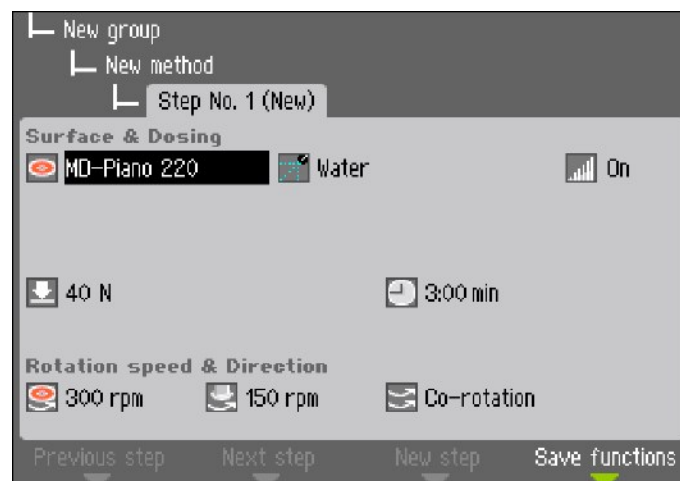 New group
New method
Step No. 1 (New)
Surface & Dosing
MD-Piano 220 Water On
40 N 3:00 min
Rotation speed & Direction
300 rpm 150 rpm Co-rotation
Previous step Next step New step Save functions